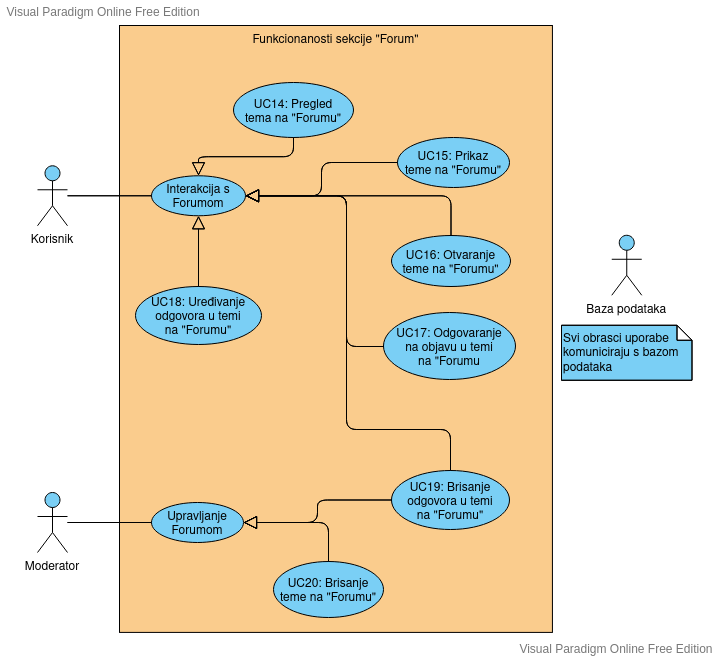 Visual Paradigm Online Free Edition
Funkcionanosti sekcije "Forum"
UC14: Pregled
tema na "Forumu"
UC15: Prikaz
teme na "Forumu"
Interakcija s
Forumom
Korisnik
UC16: Otvaranje
teme na "Forumu"
Baza podataka
UC18: Uređivanje
odgovora u temi
na "Forumu"
UC17: Odgovaranje
na objavu u temi
na "Forumu
Svi obrasci uporabe
komuniciraju s bazom
podataka
UC19: Brisanje
odgovora u temi
na "Forumu"
Upravljanje
Forumom
Moderator
UC20: Brisanje
teme na "Forumu"
Visual Paradigm Online Free Edition